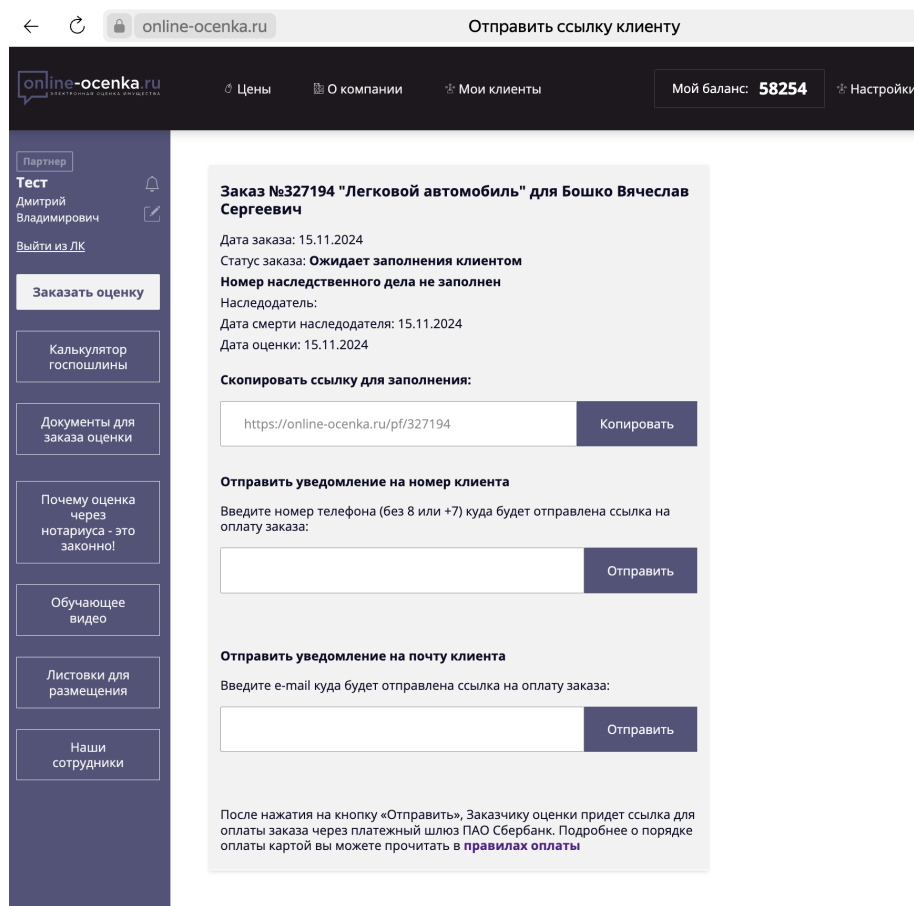 online-ocenka.ru
Отправить ссылку клиенту
online-ocenka.ru
ЭЛЕКТРОННАЯ ОЦЕНКА ИМУЩЕСТВА
Цены
О компании
Мои клиенты
Мой баланс: 58254
Настройки
Партнер
Тест
Дмитрий
Владимирович
Выйти из ЛК
Заказать оценку
Калькулятор
госпошлины
Документы для
заказа оценки
Почему оценка
через
нотариуса - это
законно!
Обучающее
видео
Листовки для
размещения
Наши
сотрудники
Заказ №327194 "Легковой автомобиль" для Бошко Вячеслав
Сергеевич
Дата заказа: 15.11.2024
Статус заказа: Ожидает заполнения клиентом
Номер наследственного дела не заполнен
Наследодатель:
Дата смерти наследодателя: 15.11.2024
Дата оценки: 15.11.2024
Скопировать ссылку для заполнения:
https://online-ocenka.ru/pf/327194
Копировать
Отправить уведомление на номер клиента
Введите номер телефона (без 8 или +7) куда будет отправлена ссылка на
оплату заказа:
Отправить
Отправить уведомление на почту клиента
Введите e-mail куда будет отправлена ссылка на оплату заказа:
Отправить
После нажатия на кнопку «Отправить», Заказчику оценки придет ссылка для
оплаты заказа через платежный шлюз ПАО Сбербанк. Подробнее о порядке
оплаты картой вы можете прочитать в правилах оплаты